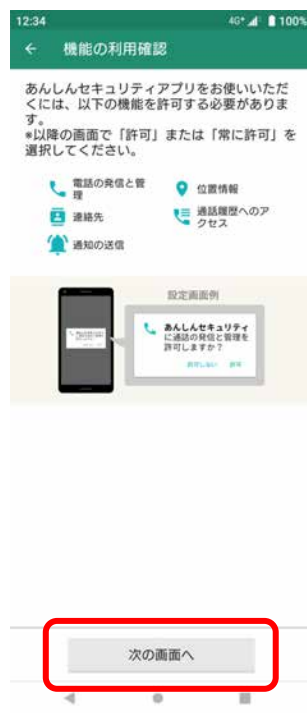 12:34
4G+
100%
← 機能の利用確認
あんしんセキュリティアプリをお使いいただ
くには、以下の機能を許可する必要がありま
す。
*以降の画面で「許可」または「常に許可」を
選択してください。
電話の発信と管
理
位置情報
連絡先
通話履歴へのア
クセス
通知の送信
設定画面例
あんしんセキュリティ
に通話の発信と管理を
許可しますか？
許可しない 許可
次の画面へ